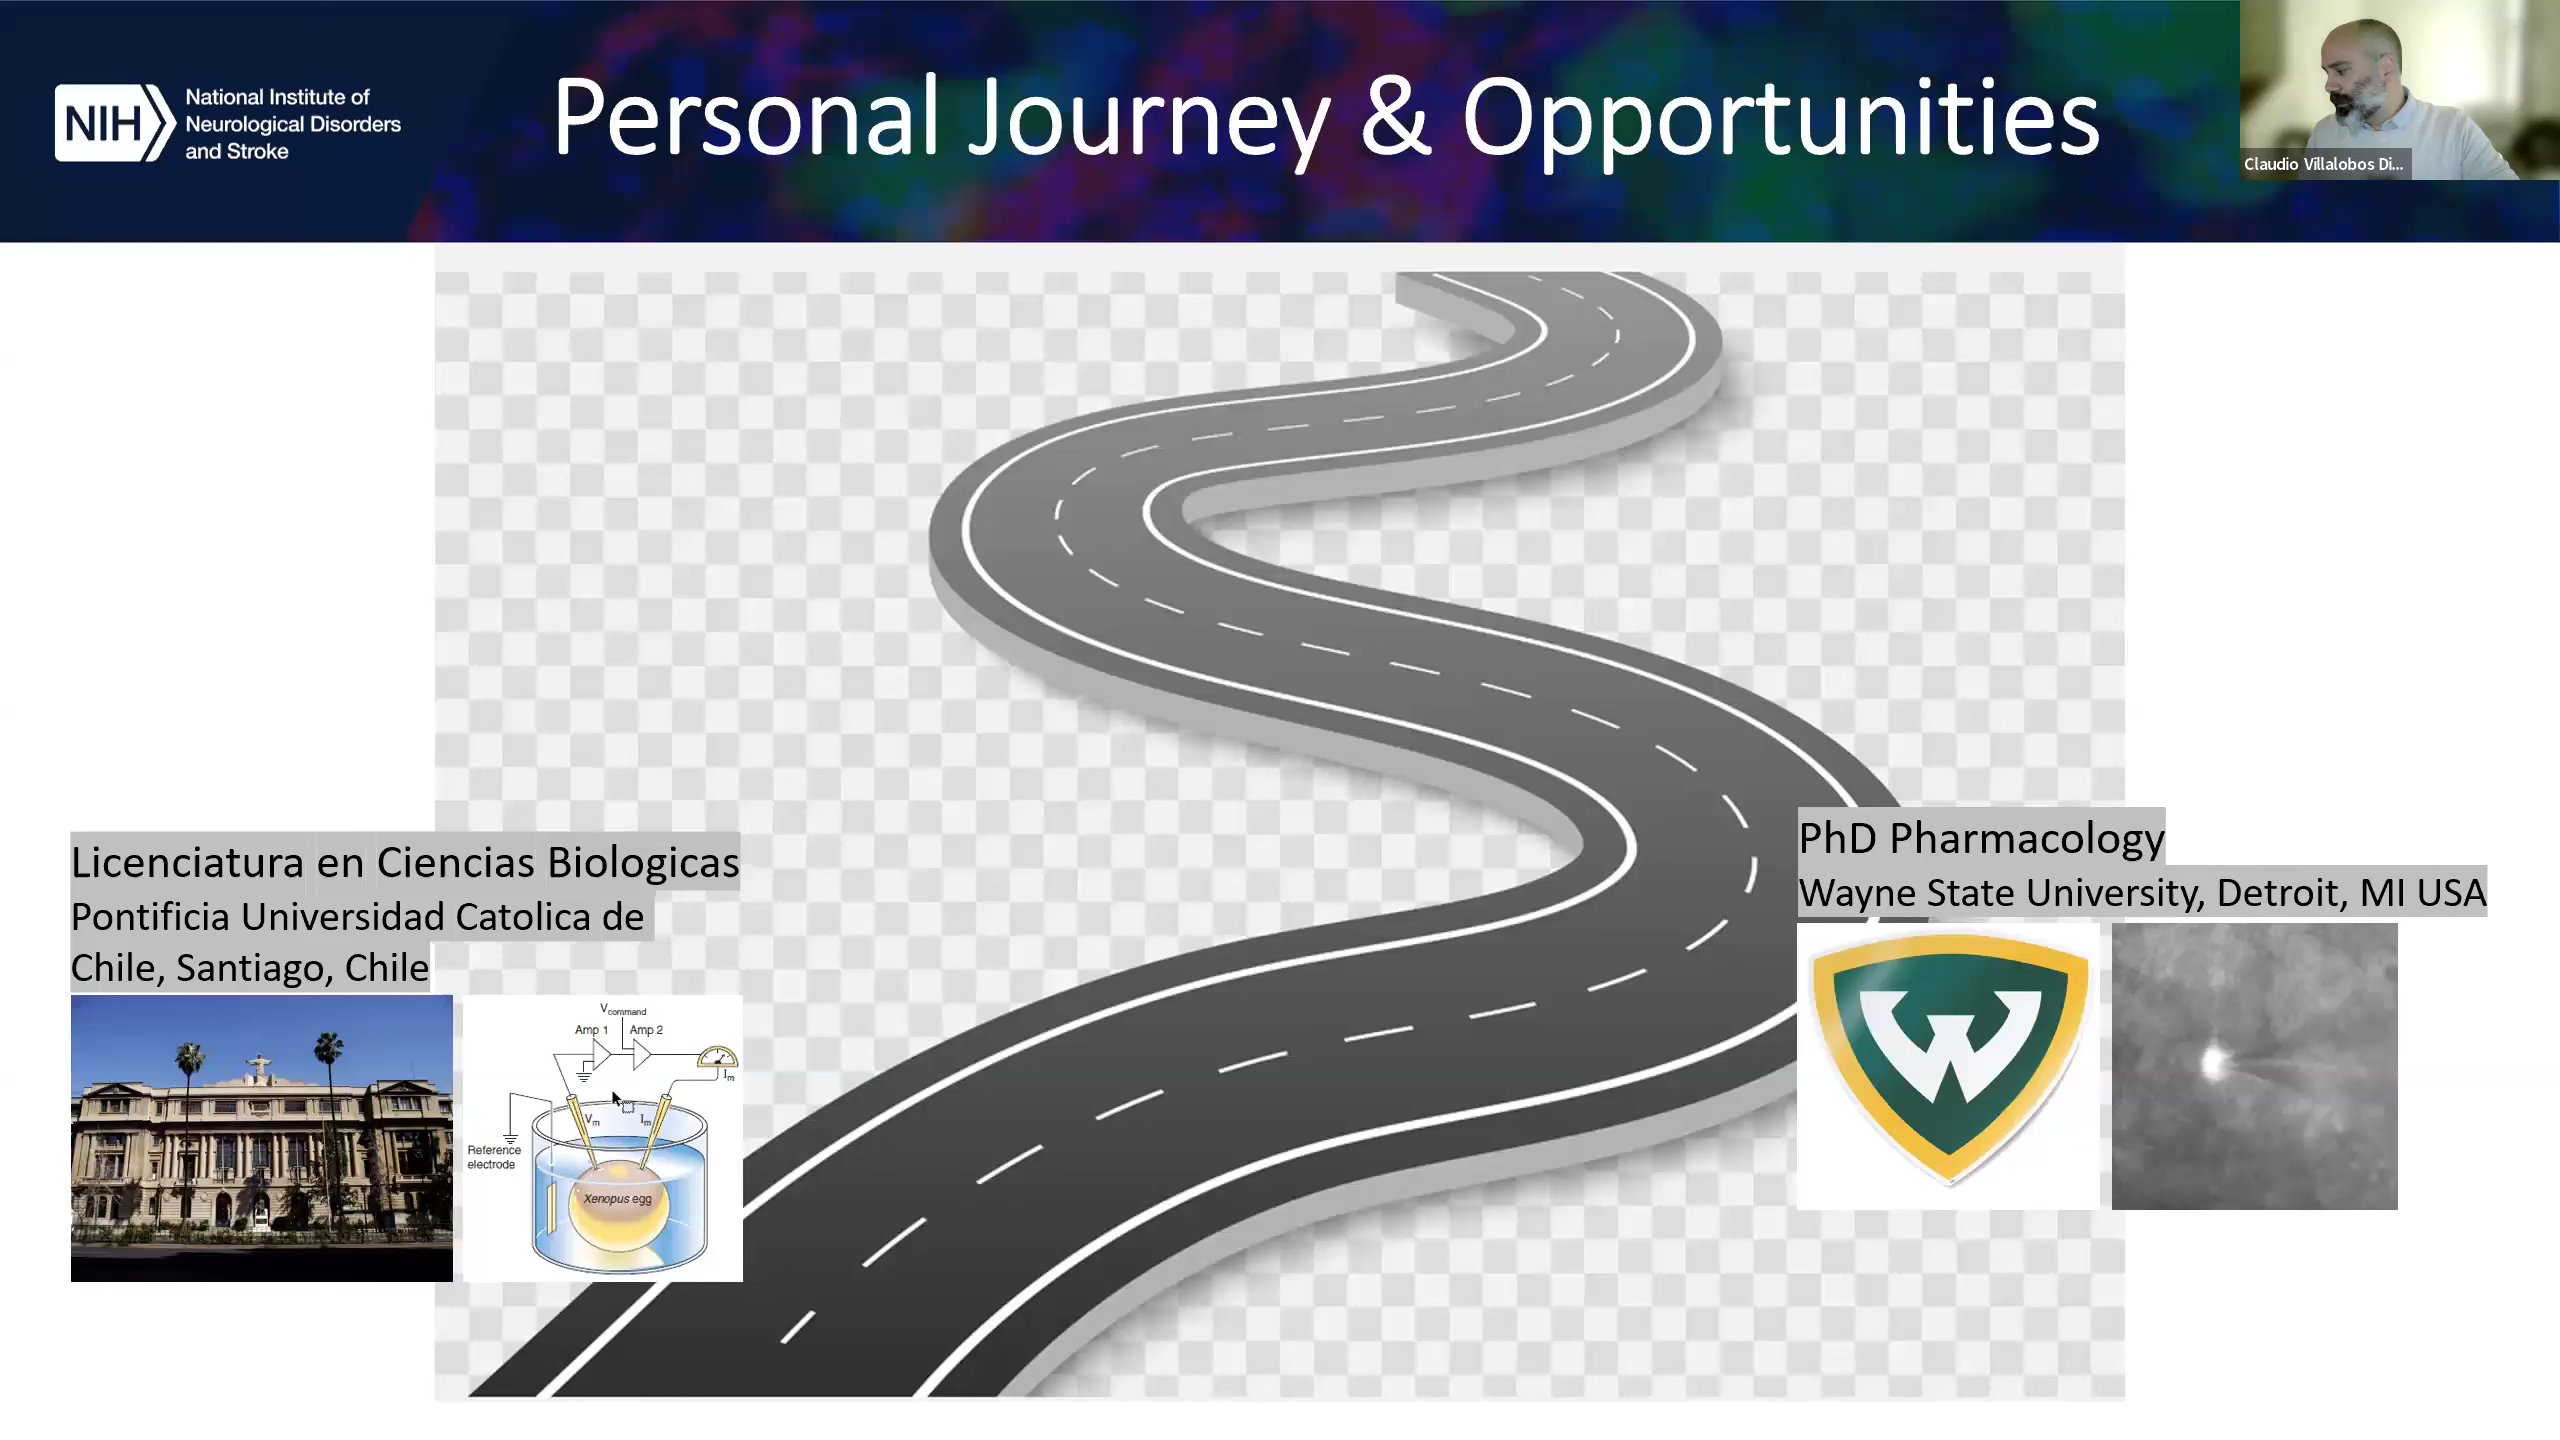 NIH
National Institute of
Neurological Disorders
and Stroke
Personal Journey & Opportunities
Claudio Villalobos Di...
Licenciatura en Ciencias Biologicas
Pontificia Universidad Catolica de
Chile, Santiago, Chile
Vcommand
Amp 1 Amp 2
Im
Vm Im
Reference
electrode
Xenopus egg
PhD Pharmacology
Wayne State University, Detroit, MI USA
W